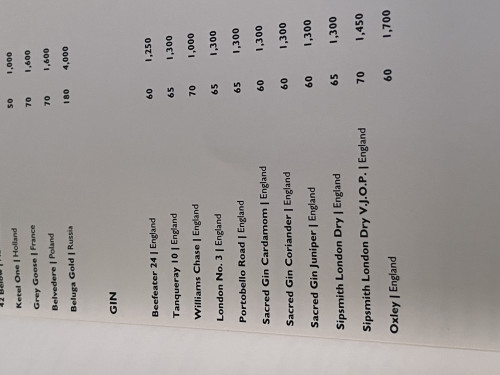 42 Below |
Ketel One | Holland 50 1,000
Grey Goose | France 70 1,600
Belvedere | Poland 70 1,600
Beluga Gold | Russia 180 4,000
GIN
Beefeater 24 | England 60 1,250
Tanqueray 10 | England 65 1,300
Williams Chase | England 70 1,000
London No. 3 | England 65 1,300
Portobello Road | England 65 1,300
Sacred Gin Cardamom | England 60 1,300
Sacred Gin Coriander | England 60 1,300
Sacred Gin Juniper | England 60 1,300
Sipsmith London Dry | England 65 1,300
Sipsmith London Dry V.J.O.P. | England 70 1,450
Oxley | England 60 1,700